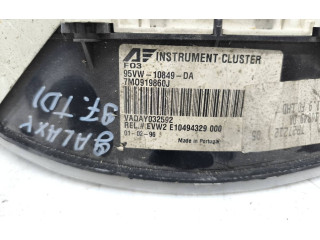 AF INSTRUMENT CLUSTER
F03
95VW-10849-DA
7M0919860J
VADAY032592
REL.# EVW2 E10494329 000
01-02-96
Made in Portugal
GALAXY
97 TDI